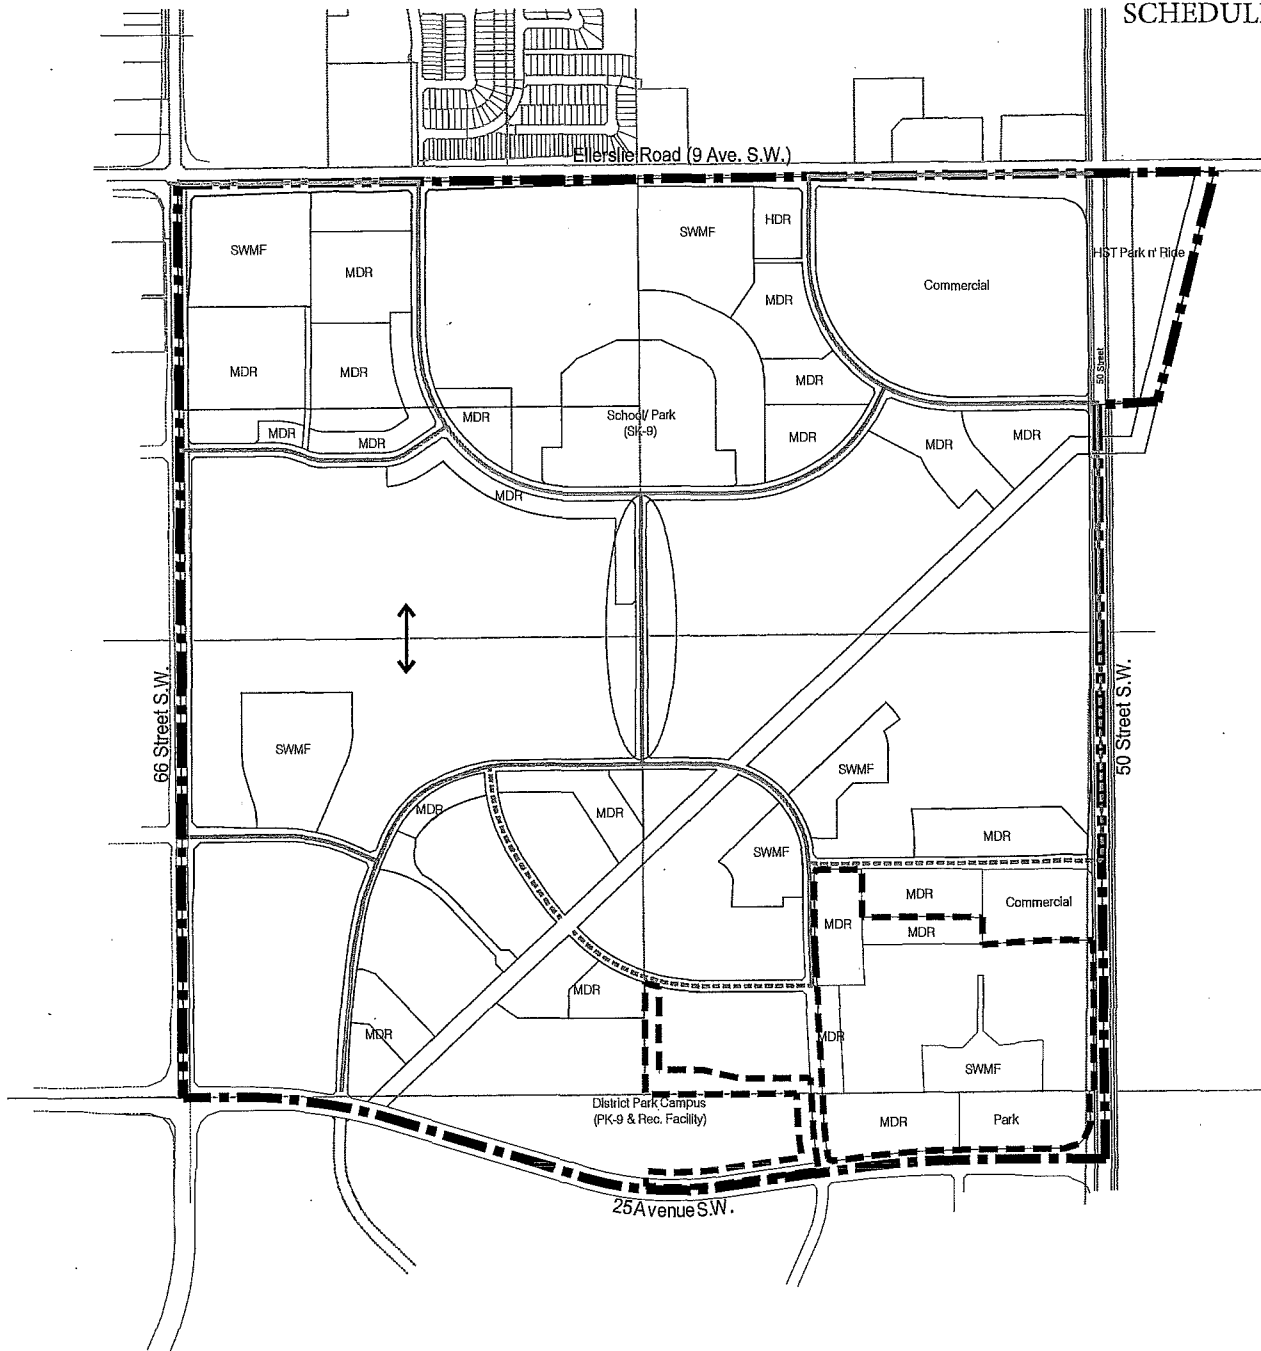 SCHEDUL
Ellerslie Road (9 Ave. S.W.)
SWMF
MDR
SWMF
HDR
MDR
Commercial
HST Park n' Ride
50 Street
MDR
MDR
MDR
MDR
School/ Park
(SK-9)
MDR
MDR
MDR
MDR
MDR
MDR
MDR
66 Street S.W.
50 Street S.W.
SWMF
SWMF
MDR
MDR
MDR
SWMF
MDR
Commercial
MDR
MDR
MDR
MDR
MDR
SWMF
District Park Campus
(PK-9 & Rec. Facility)
MDR
Park
25 Avenue S.W.